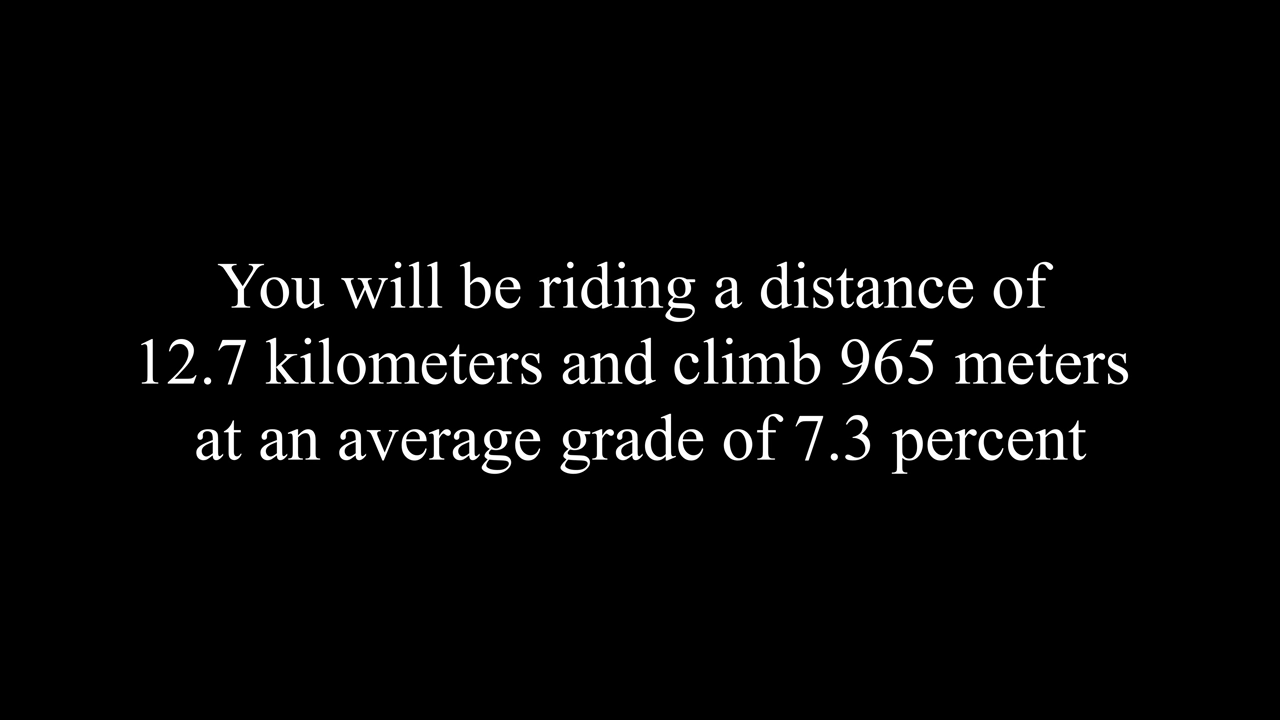 You will be riding a distance of
12.7 kilometers and climb 965 meters
at an average grade of 7.3 percent